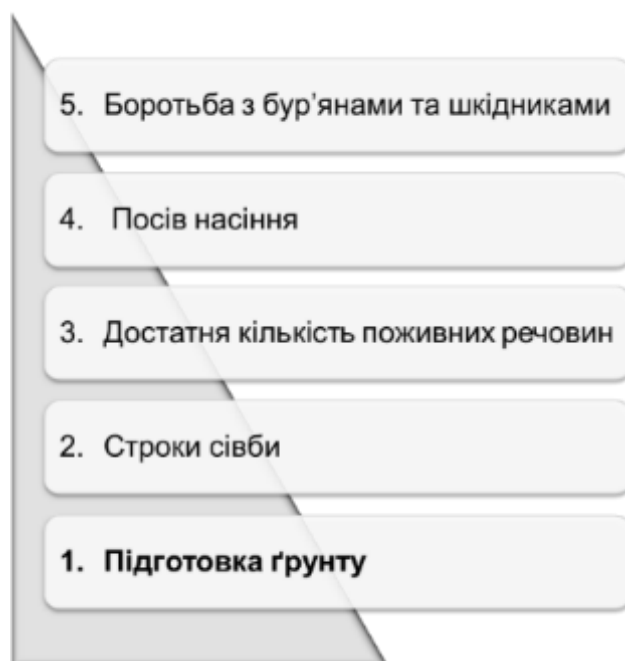 5. Боротьба з бур’янами та шкідниками
4. Посів насіння
3. Достатня кількість поживних речовин
2. Строки сівби
1. Підготовка ґрунту